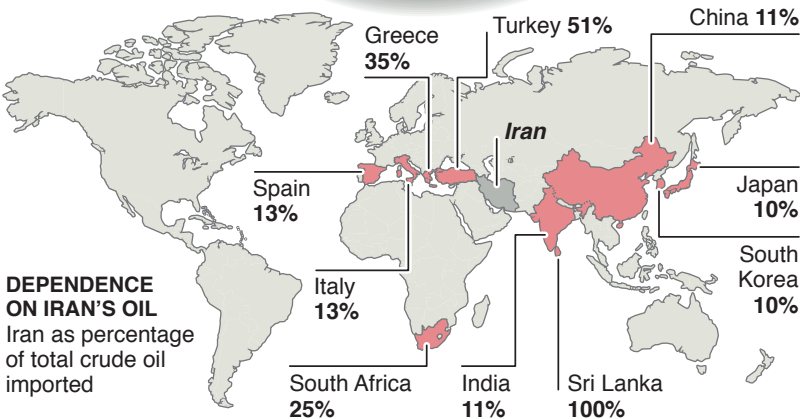 Greece
35%
Turkey 51%
China 11%
Iran
Spain
13%
Japan
10%
South
Korea
10%
DEPENDENCE
ON IRAN'S OIL
Iran as percentage
of total crude oil
imported
Italy
13%
South Africa
25%
India
11%
Sri Lanka
100%